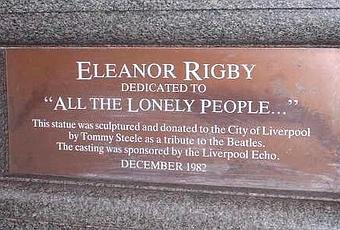 ELEANOR RIGBY
DEDICATED TO
"ALL THE LONELY PEOPLE..."
This statue was sculptured and donated to the City of Liverpool
by Tommy Steele as a tribute to the Beatles.
The casting was sponsored by the Liverpool Echo.
DECEMBER 1982